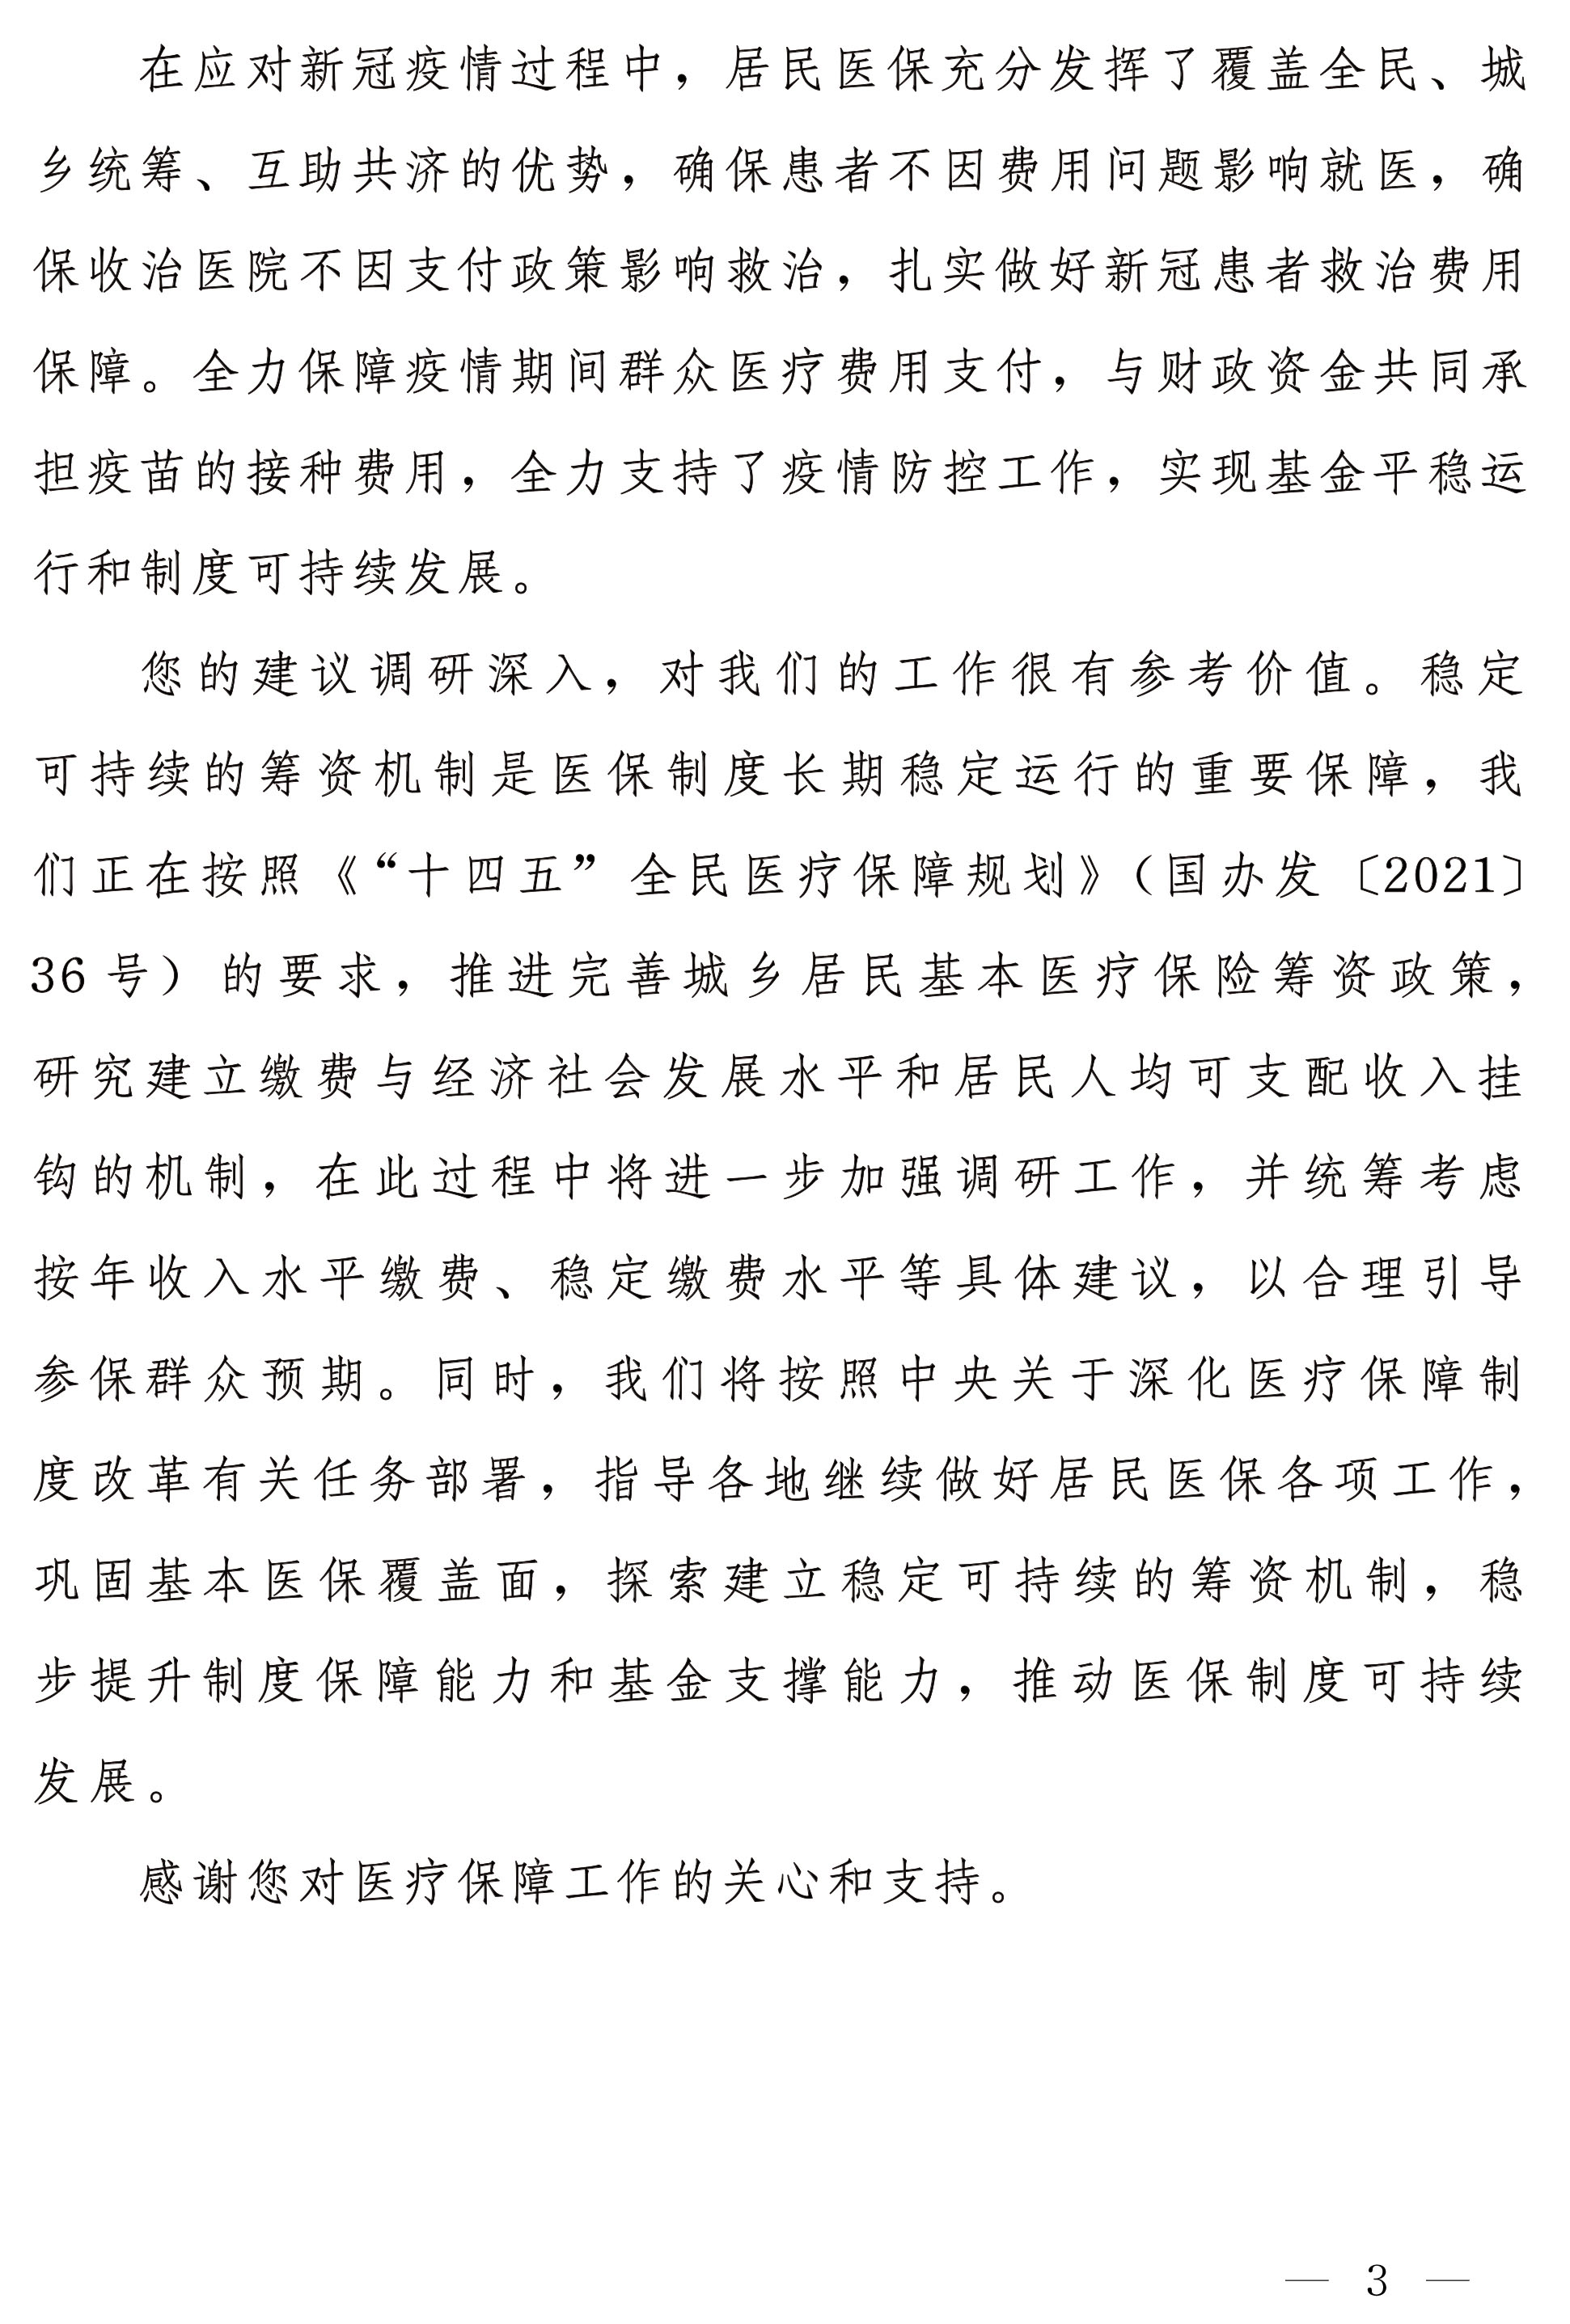 在应对新冠疫情过程中，居民医保充分发挥了覆盖全民、城
乡统筹、互助共济的优势，确保患者不因费用问题影响就医，确
保收治医院不因支付政策影响救治，扎实做好新冠患者救治费用
保障。全力保障疫情期间群众医疗费用支付，与财政资金共同承
担疫苗的接种费用，全力支持了疫情防控工作，实现基金平稳运
行和制度可持续发展。
您的建议调研深入，对我们的工作很有参考价值。稳定
可持续的筹资机制是医保制度长期稳定运行的重要保障，我
们正在按照《“十四五”全民医疗保障规划》（国办发〔2021〕
36 号）的要求，推进完善城乡居民基本医疗保险筹资政策，
研究建立缴费与经济社会发展水平和居民人均可支配收入挂
钩的机制，在此过程中将进一步加强调研工作，并统筹考虑
按年收入水平缴费、稳定缴费水平等具体建议，以合理引导
参保群众预期。同时，我们将按照中央关于深化医疗保障制
度改革有关任务部署，指导各地继续做好居民医保各项工作，
巩固基本医保覆盖面，探索建立稳定可持续的筹资机制，稳
步提升制度保障能力和基金支撑能力，推动医保制度可持续
发展。
感谢您对医疗保障工作的关心和支持。
— 3 —